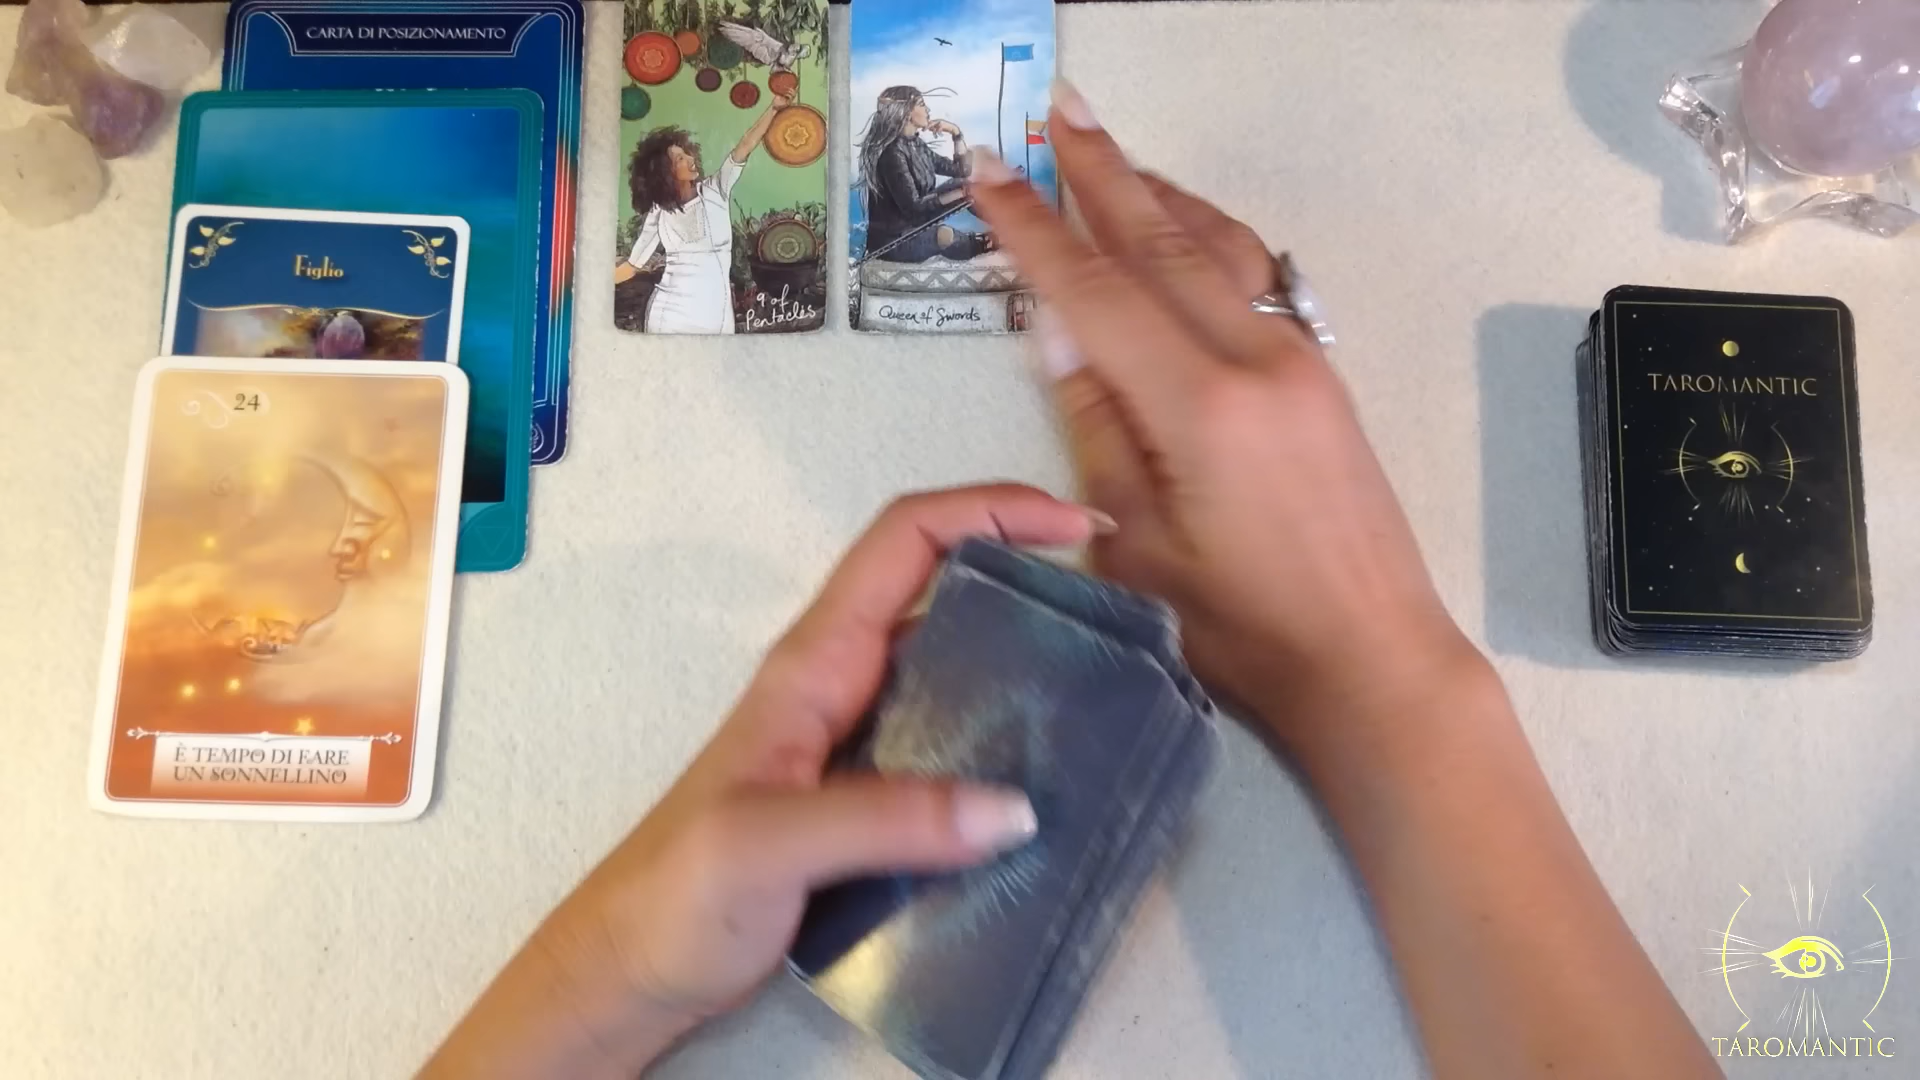 CARTA DI POSIZIONAMENTO
Figlio
24
È TEMPO DI FARE
UN SONNELLINO
9 of
Pentacles
Queen of Swords
TAROMANTIC
TAROMANTIC